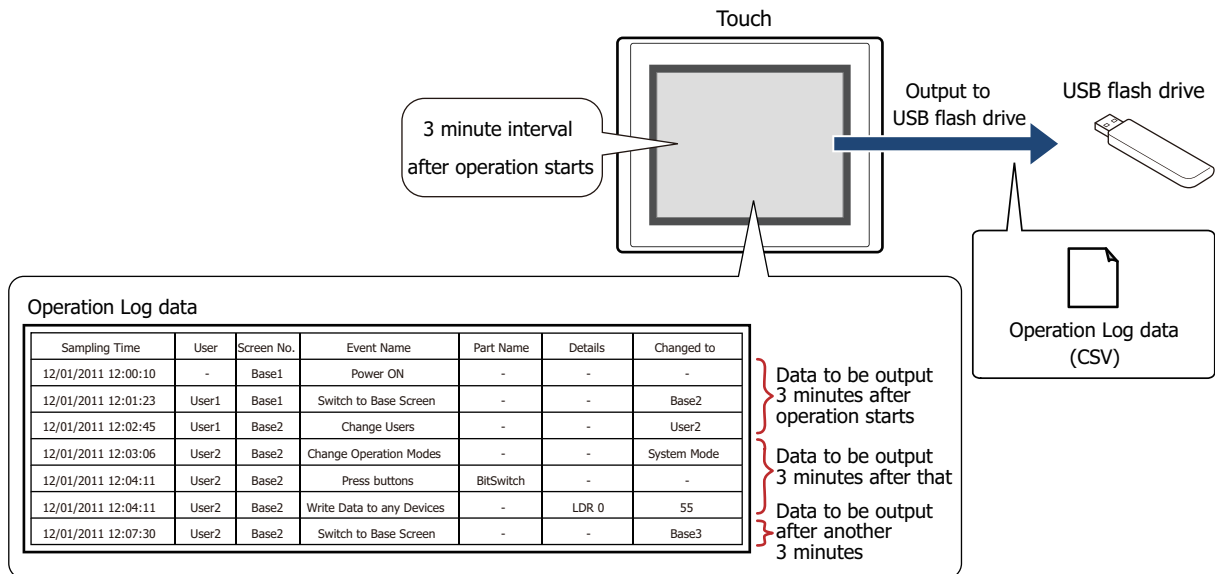 Touch
3 minute interval
after operation starts
Output to
USB flash drive
USB flash drive
Operation Log data
(CSV)
Operation Log data
Sampling Time User Screen No. Event Name Part Name Details Changed to
12/01/2011 12:00:10 - Base1 Power ON - - -
12/01/2011 12:01:23 User1 Base1 Switch to Base Screen - - Base2
12/01/2011 12:02:45 User1 Base2 Change Users - - User2
12/01/2011 12:03:06 User2 Base2 Change Operation Modes - - System Mode
12/01/2011 12:04:11 User2 Base2 Press buttons BitSwitch - -
12/01/2011 12:04:11 User2 Base2 Write Data to any Devices - LDR 0 55
12/01/2011 12:07:30 User2 Base2 Switch to Base Screen - - Base3
Data to be output
3 minutes after
operation starts
Data to be output
3 minutes after that
Data to be output
after another
3 minutes